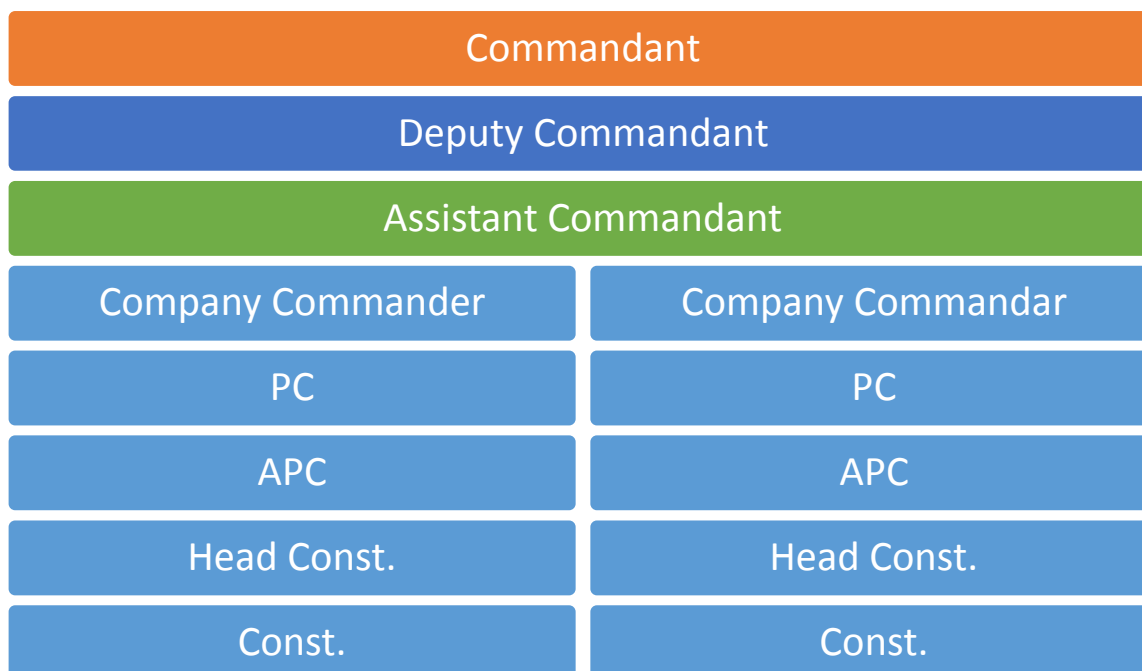 Commandant
Deputy Commandant
Assistant Commandant
Company Commander
Company Commandar
PC
PC
APC
APC
Head Const.
Head Const.
Const.
Const.